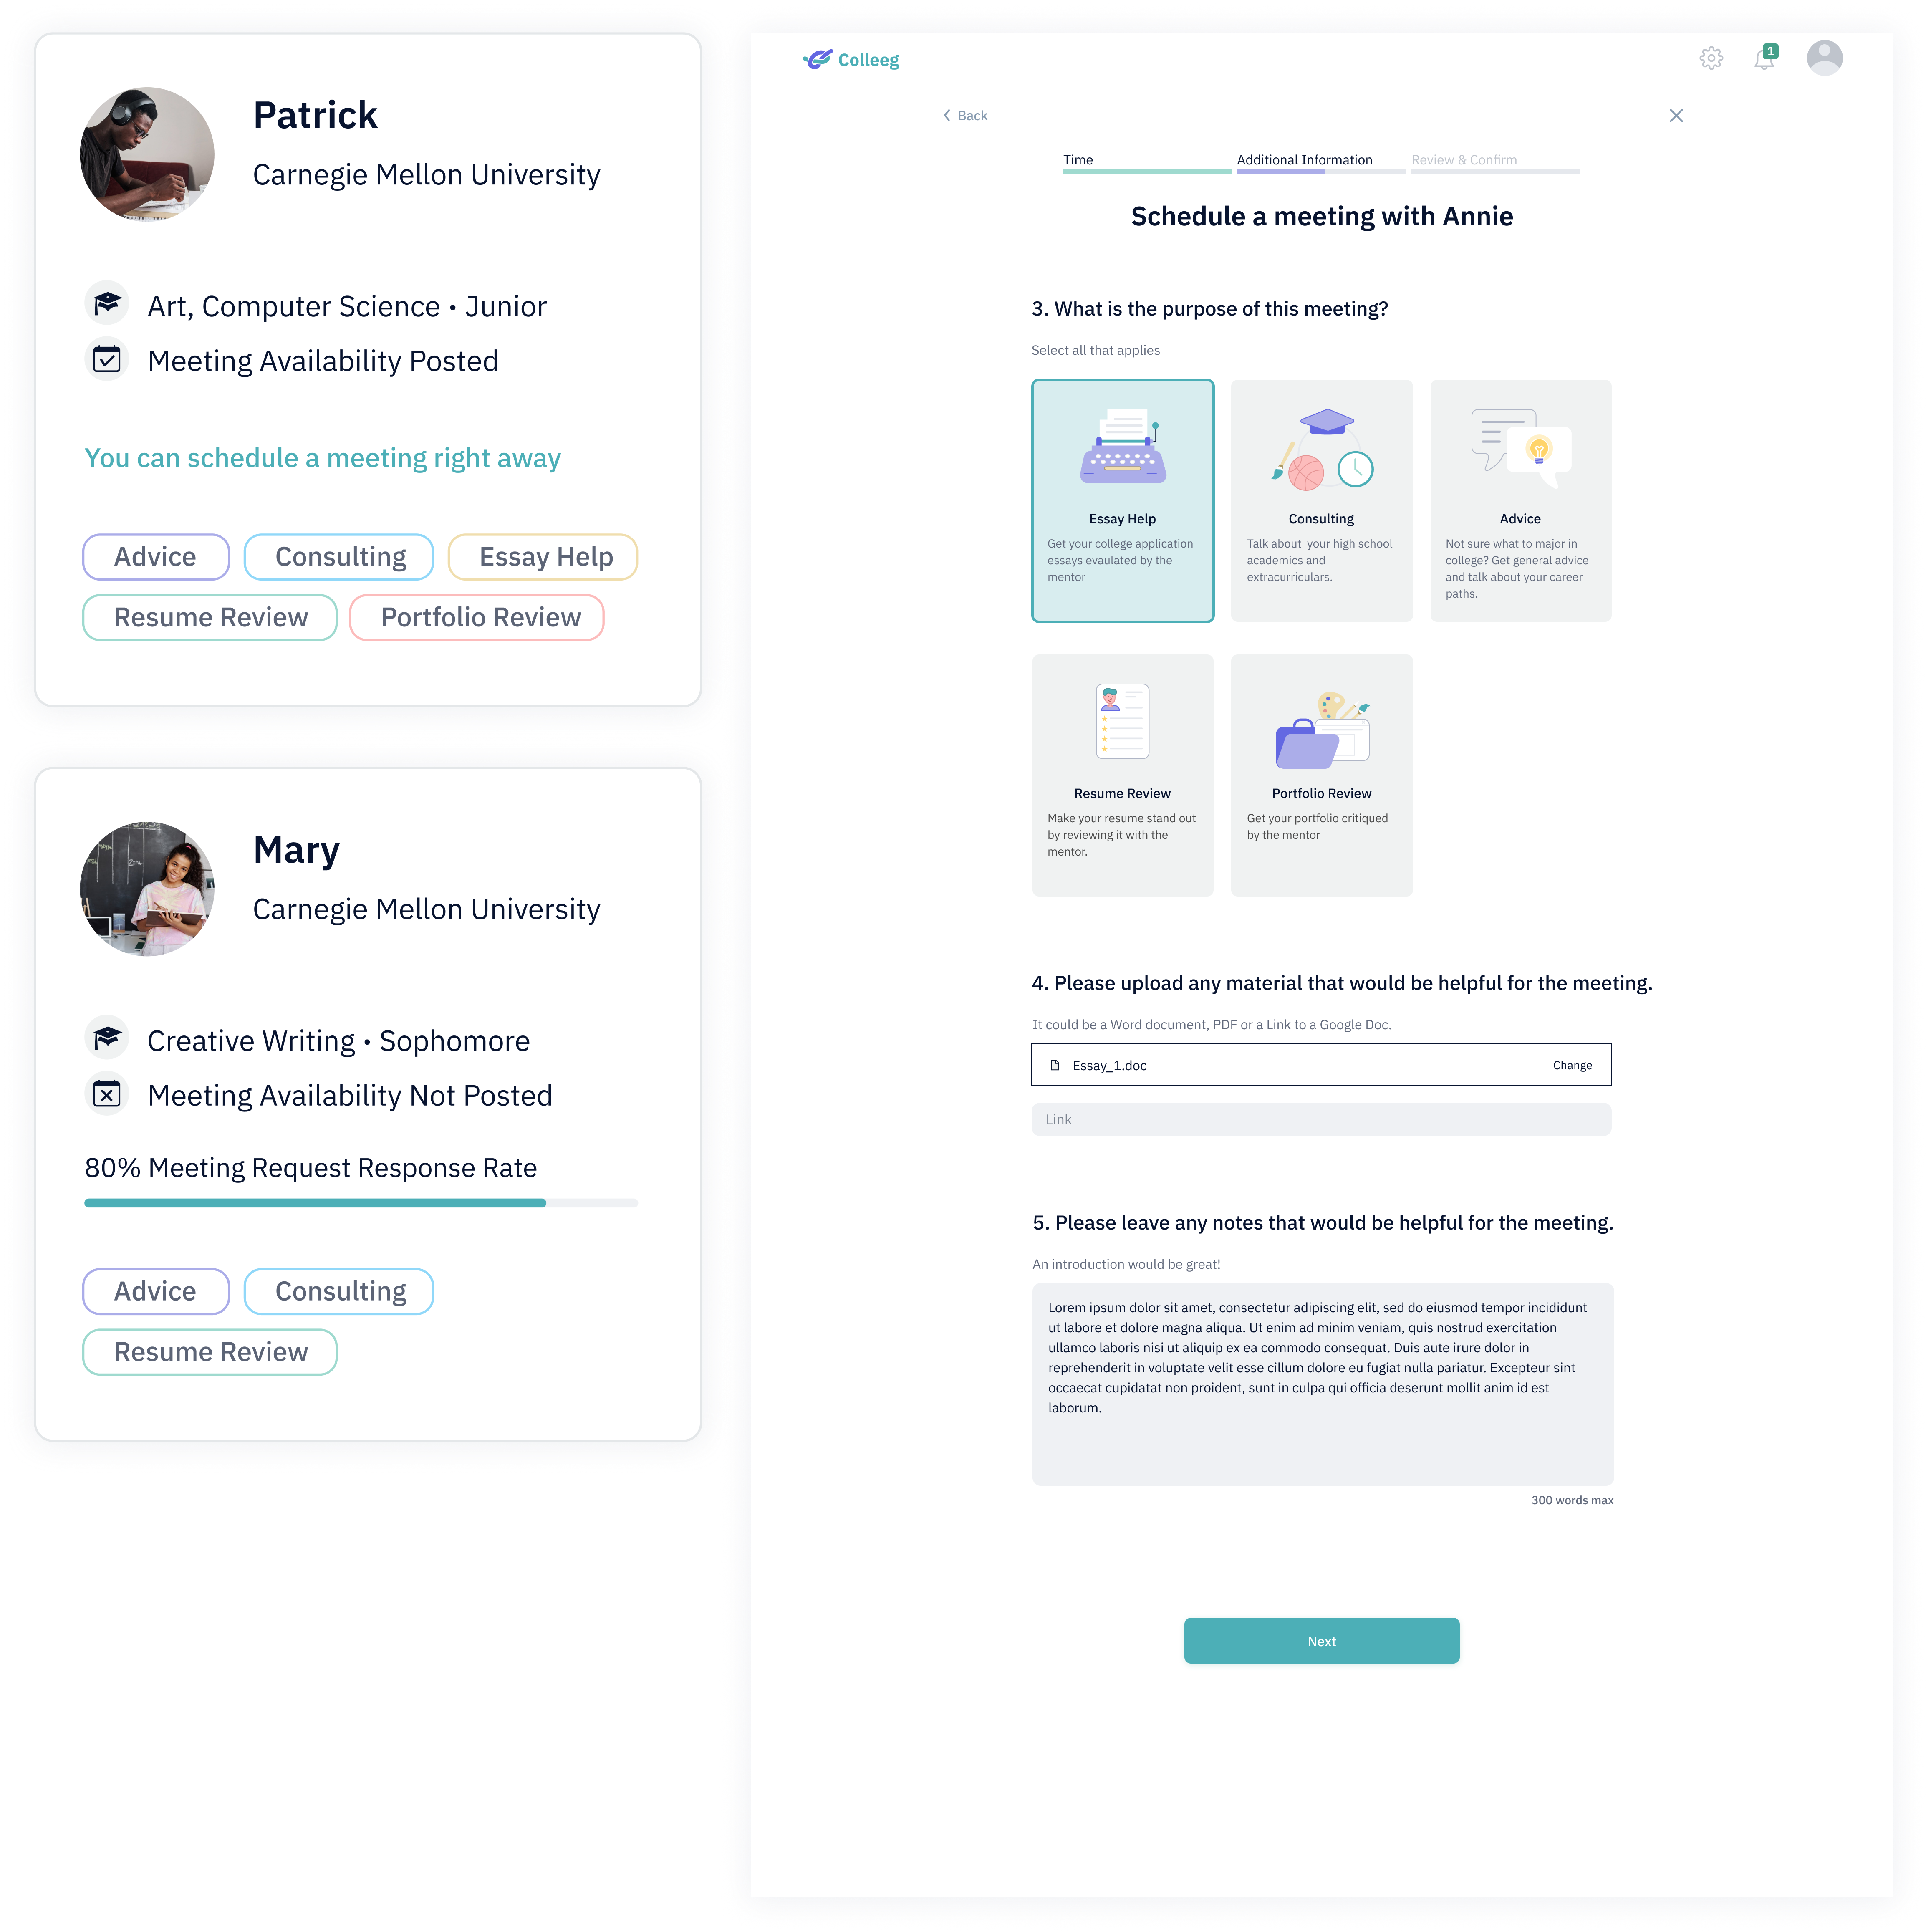 Patrick
Carnegie Mellon University
Art, Computer Science • Junior
Meeting Availability Posted
You can schedule a meeting right away
Advice
Consulting
Essay Help
Resume Review
Portfolio Review
Mary
Carnegie Mellon University
Creative Writing • Sophomore
Meeting Availability Not Posted
80% Meeting Request Response Rate
Advice
Consulting
Resume Review
Colleeg
1
Back
Time
Additional Information
Review & Confirm
Schedule a meeting with Annie
3. What is the purpose of this meeting?
Select all that applies
Essay Help
Get your college application
essays evaulated by the
mentor
Consulting
Talk about  your high school
academics and
extracurriculars.
Advice
Not sure what to major in
college? Get general advice
and talk about your career
paths.
Resume Review
Make your resume stand out
by reviewing it with the
mentor.
Portfolio Review
Get your portfolio critiqued
by the mentor
4. Please upload any material that would be helpful for the meeting.
It could be a Word document, PDF or a Link to a Google Doc.
Essay_1.doc
Change
Link
5. Please leave any notes that would be helpful for the meeting.
An introduction would be great!
Lorem ipsum dolor sit amet, consectetur adipiscing elit, sed do eiusmod tempor incididunt
ut labore et dolore magna aliqua. Ut enim ad minim veniam, quis nostrud exercitation
ullamco laboris nisi ut aliquip ex ea commodo consequat. Duis aute irure dolor in
reprehenderit in voluptate velit esse cillum dolore eu fugiat nulla pariatur. Excepteur sint
occaecat cupidatat non proident, sunt in culpa qui officia deserunt mollit anim id est
laborum.
300 words max
Next